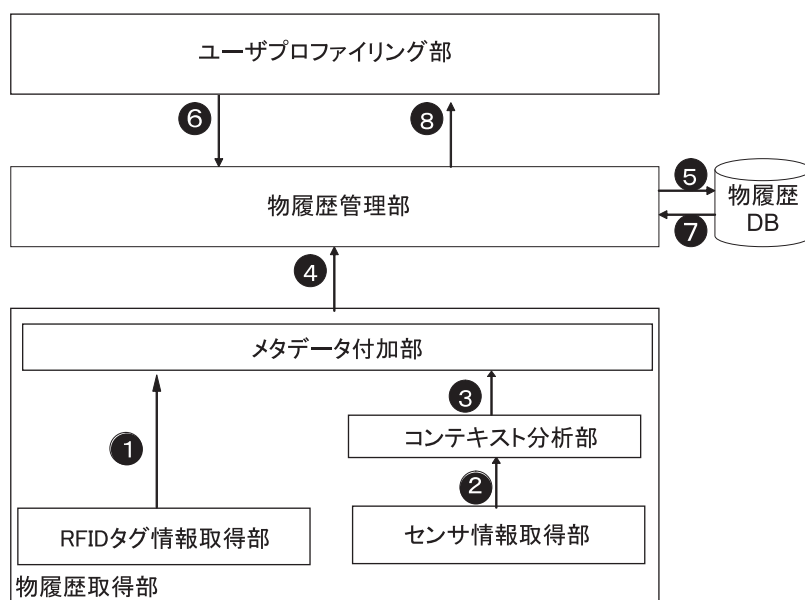 ユーザプロファイリング部
6
8
物履歴管理部
5
7
物履歴
DB
4
メタデータ付加部
3
1
コンテキスト分析部
2
RFIDタグ情報取得部
センサ情報取得部
物履歴取得部